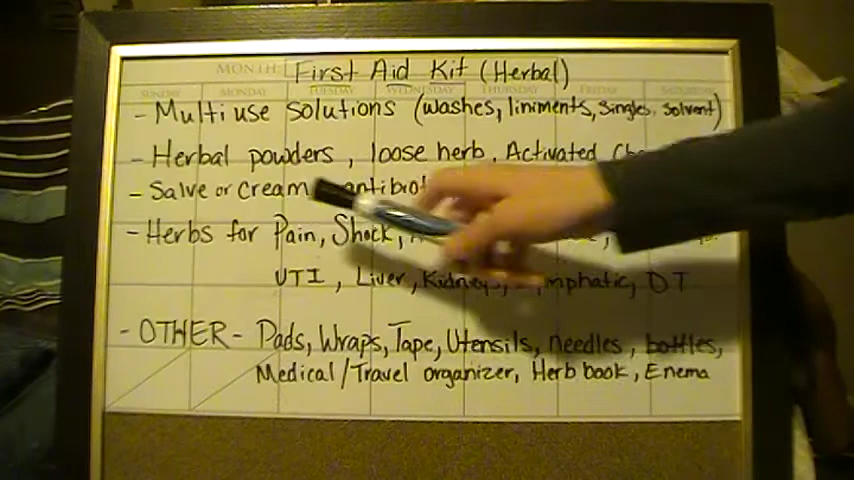 MONTH First Aid Kit (Herbal)
SUNDAY MONDAY TUESDAY WEDNESDAY THURSDAY FRIDAY SATURDAY
- Multi use solutions (washes, liniments, singles, solvent)
- Herbal powders, loose herb, Activated
- Salve or Cream
- Herbs for Pain, Shock,
UTI, Liver, Kidneys, DT
- OTHER - Pads, Wraps, Tape, Utensils, needles, bottles,
Medical/Travel organizer, Herb book, Enema